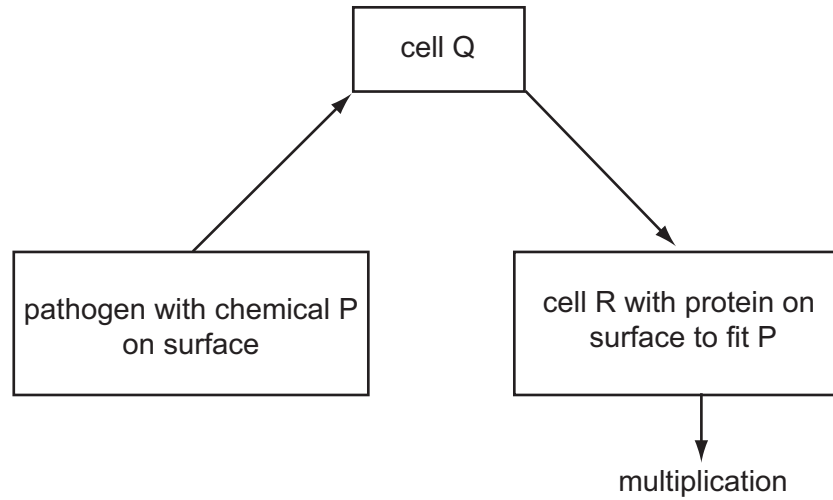 cell Q
pathogen with chemical P
on surface
cell R with protein on
surface to fit P
multiplication